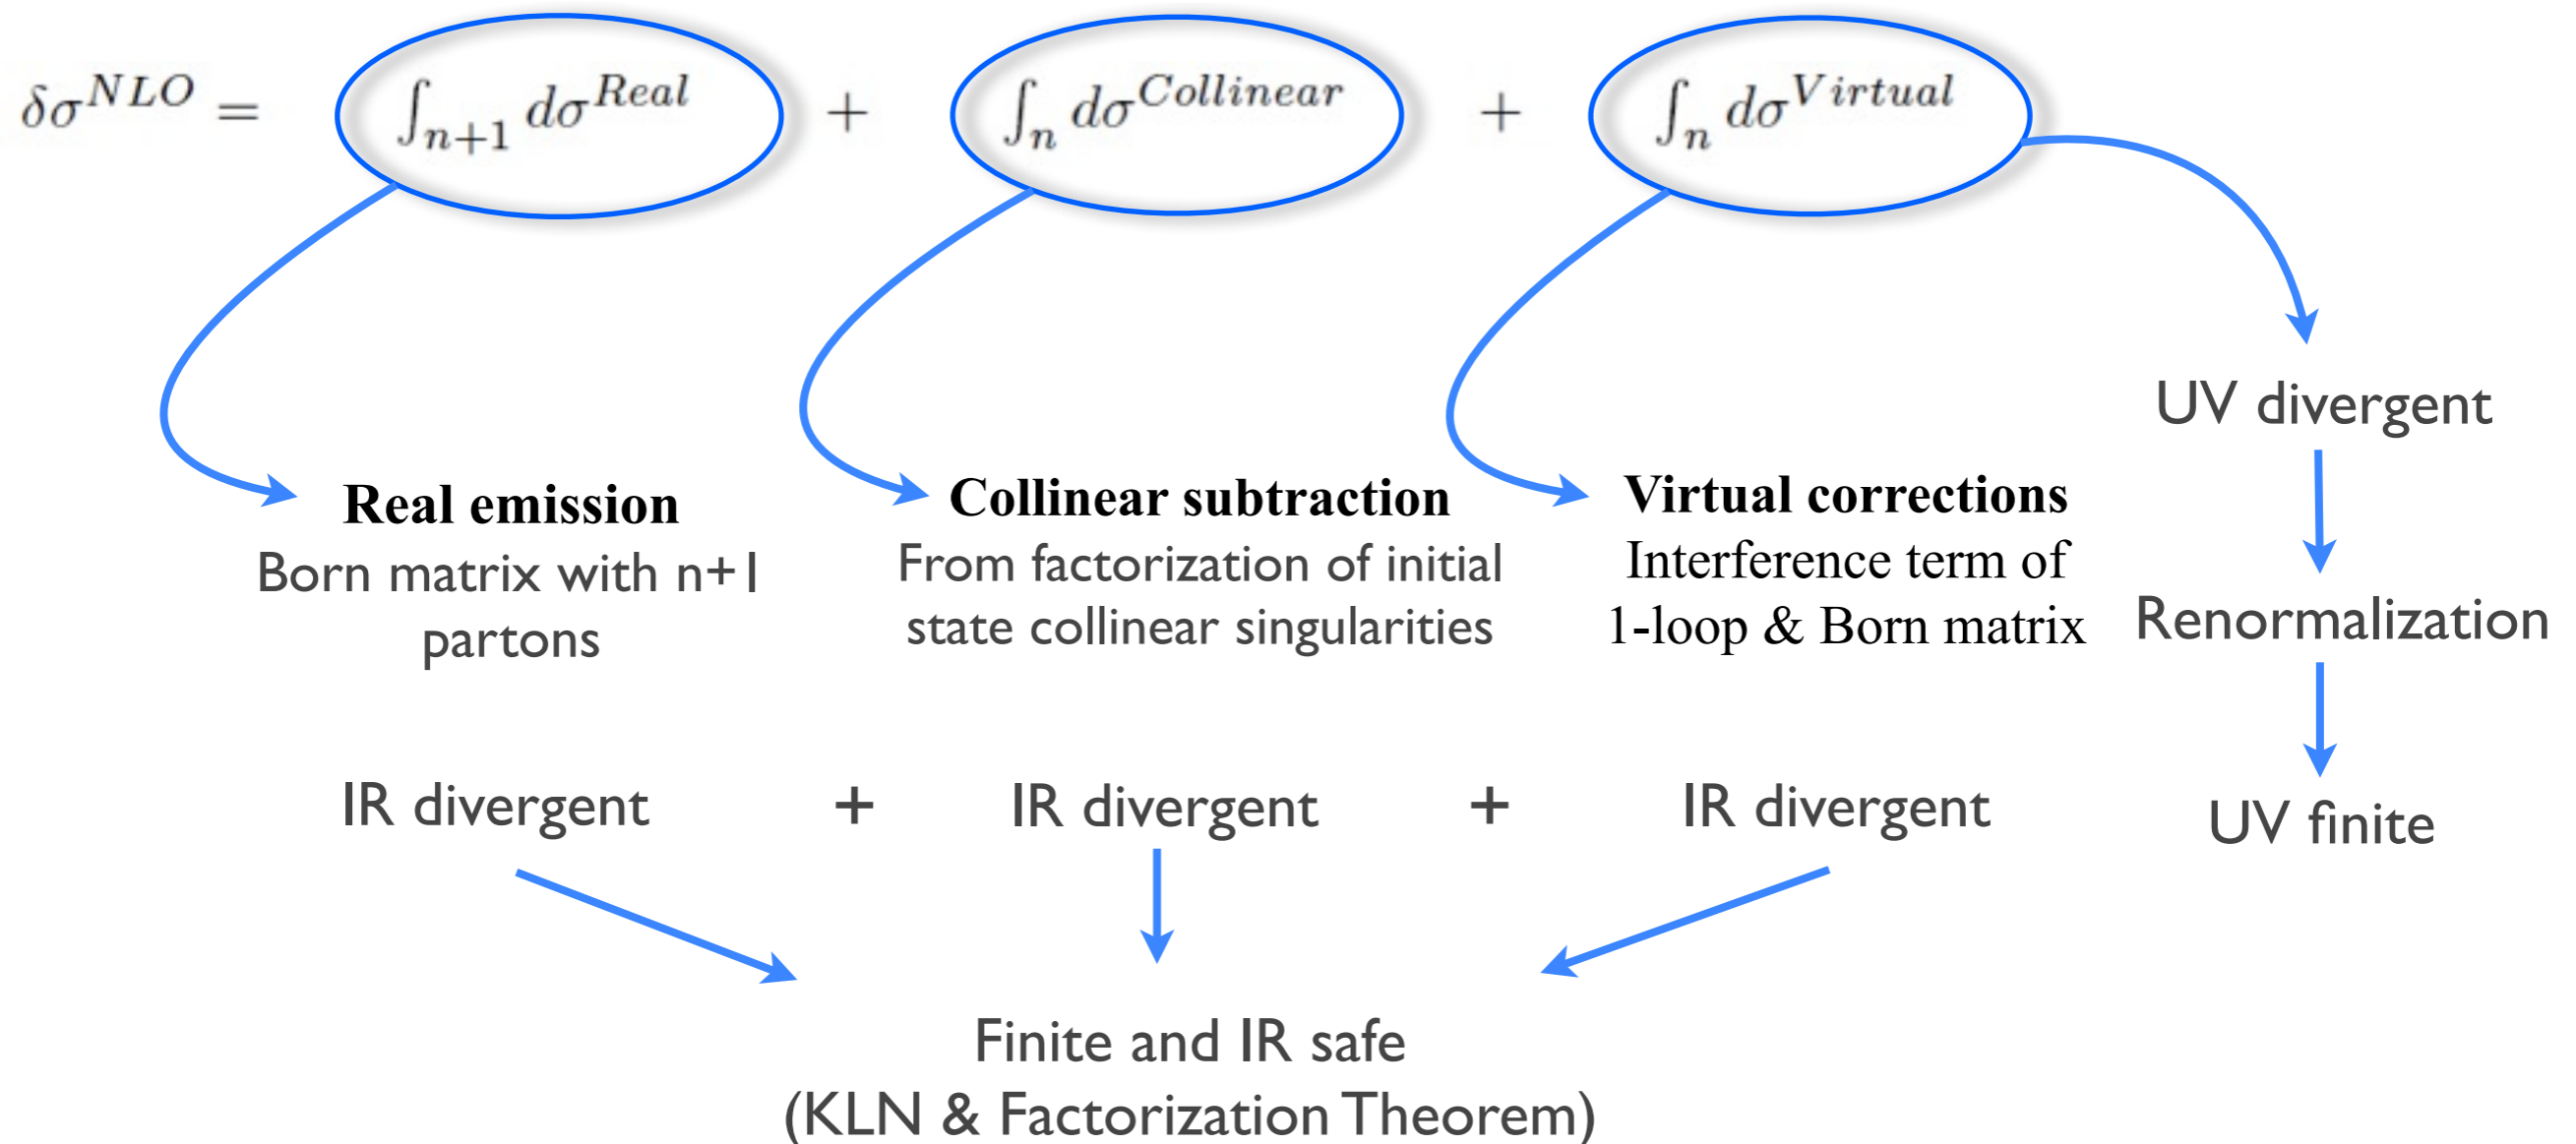 δσ^{NLO} = ∫_{n+1} dσ^{Real} + ∫_n dσ^{Collinear} + ∫_n dσ^{Virtual}
UV divergent
Real emission
Born matrix with n+1
partons
Collinear subtraction
From factorization of initial
state collinear singularities
Virtual corrections
Interference term of
1-loop & Born matrix
Renormalization
IR divergent + IR divergent + IR divergent
UV finite
Finite and IR safe
(KLN & Factorization Theorem)